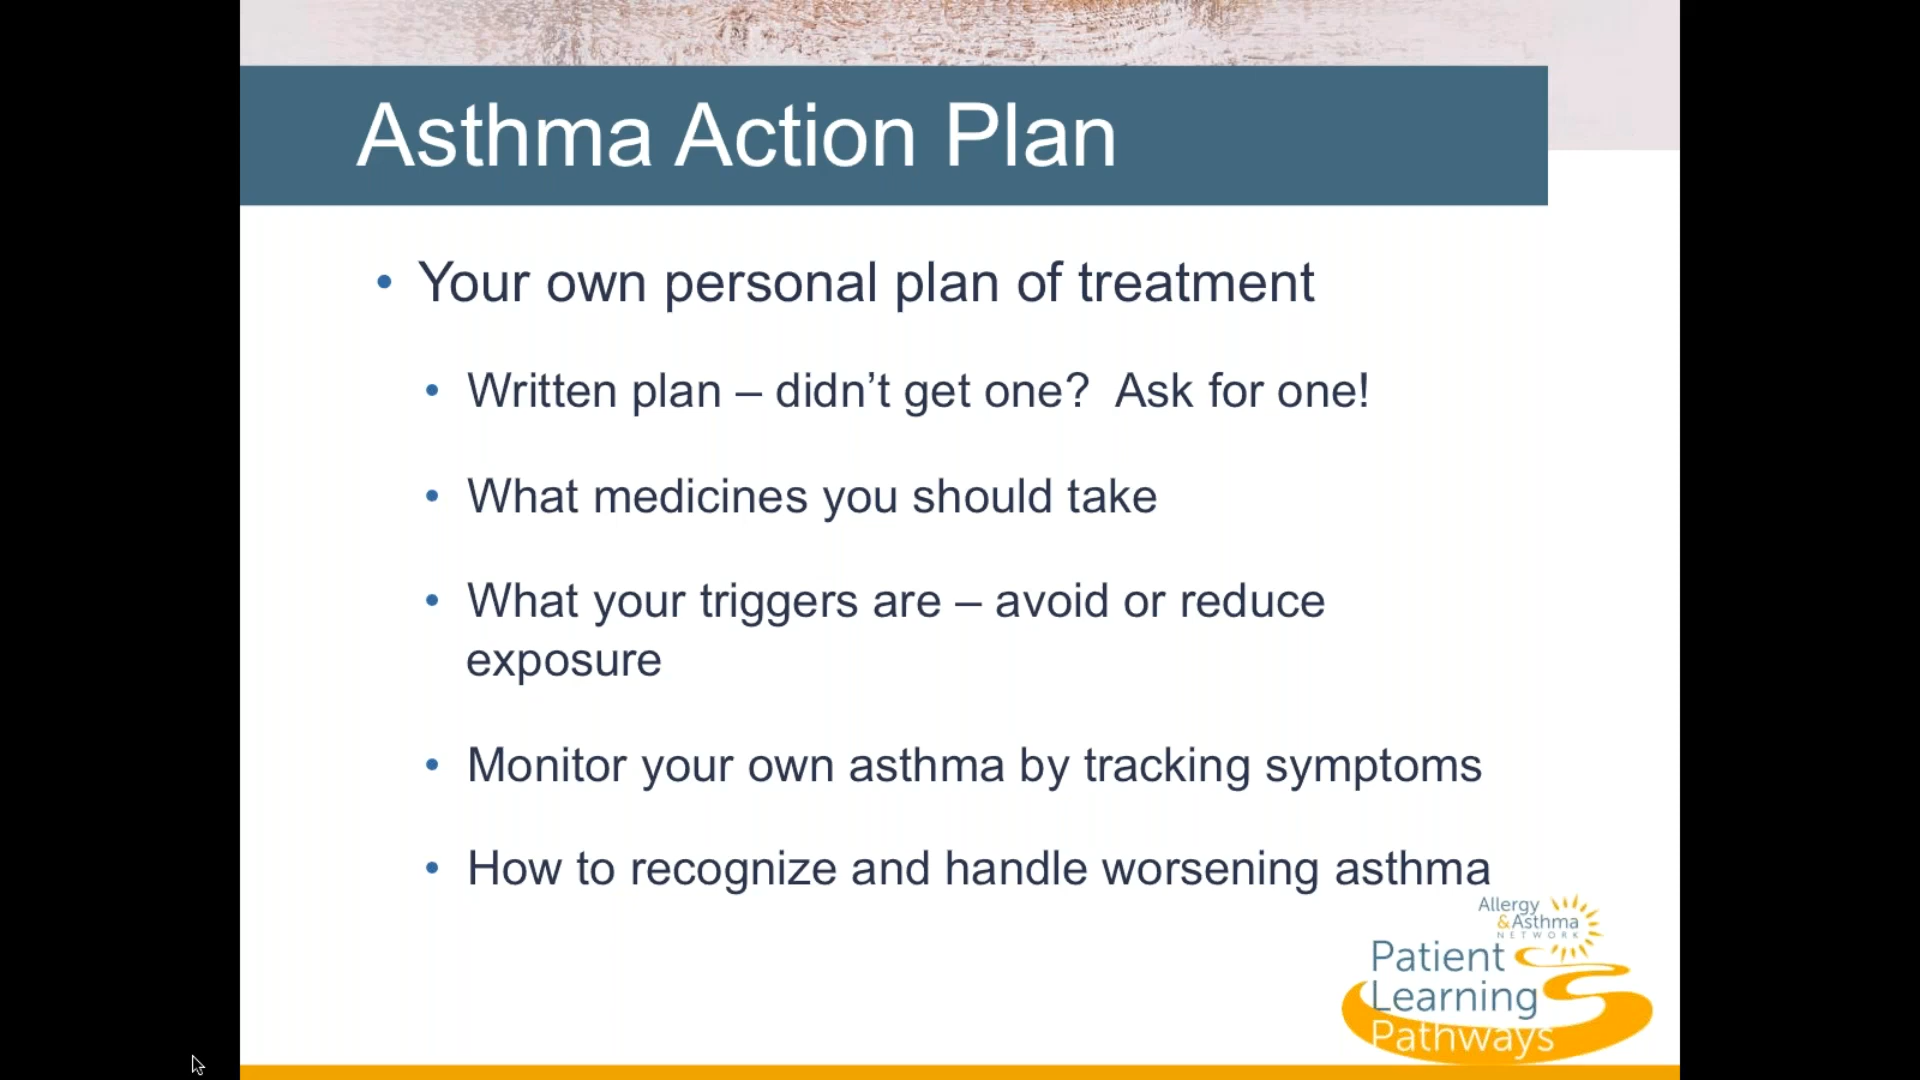 Asthma Action Plan
• Your own personal plan of treatment
• Written plan – didn’t get one?  Ask for one!
• What medicines you should take
• What your triggers are – avoid or reduce
exposure
• Monitor your own asthma by tracking symptoms
• How to recognize and handle worsening asthma
Allergy
&Asthma
NETWORK
Patient
Learning
Pathways